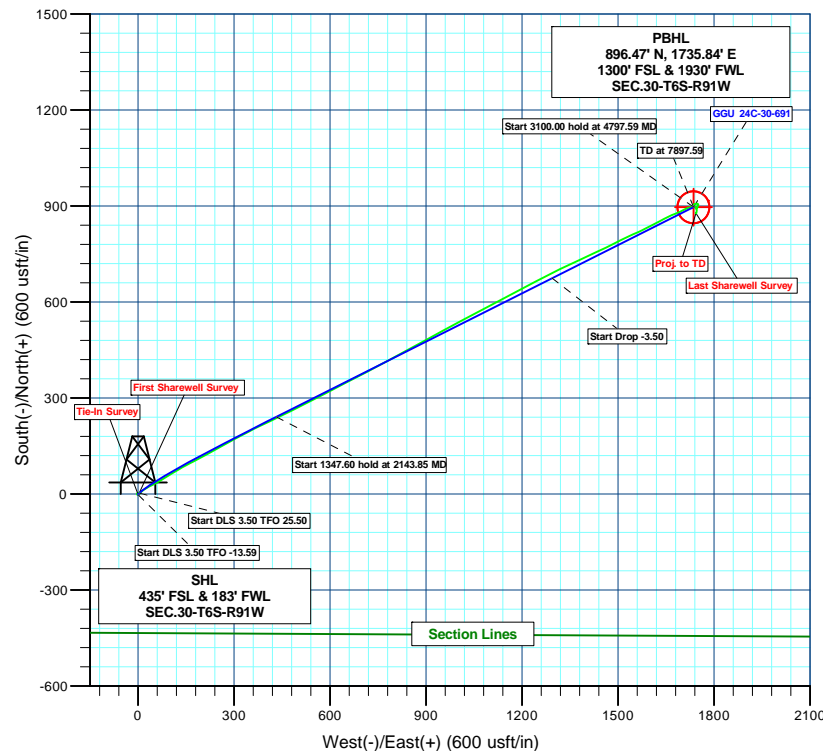 1500
1200
900
600
300
0
-300
-600
South(-)/North(+) (600 usft/in)
PBHL
896.47' N, 1735.84' E
1300' FSL & 1930' FWL
SEC.30-T6S-R91W
GGU 24C-30-691
Start 3100.00 hold at 4797.59 MD
TD at 7897.59
Proj. to TD
Last Sharewell Survey
Start Drop -3.50
First Sharewell Survey
Tie-In Survey
Start 1347.60 hold at 2143.85 MD
Start DLS 3.50 TFO 25.50
Start DLS 3.50 TFO -13.59
SHL
435' FSL & 183' FWL
SEC.30-T6S-R91W
Section Lines
0
300
600
900
1200
1500
1800
2100
West(-)/East(+) (600 usft/in)